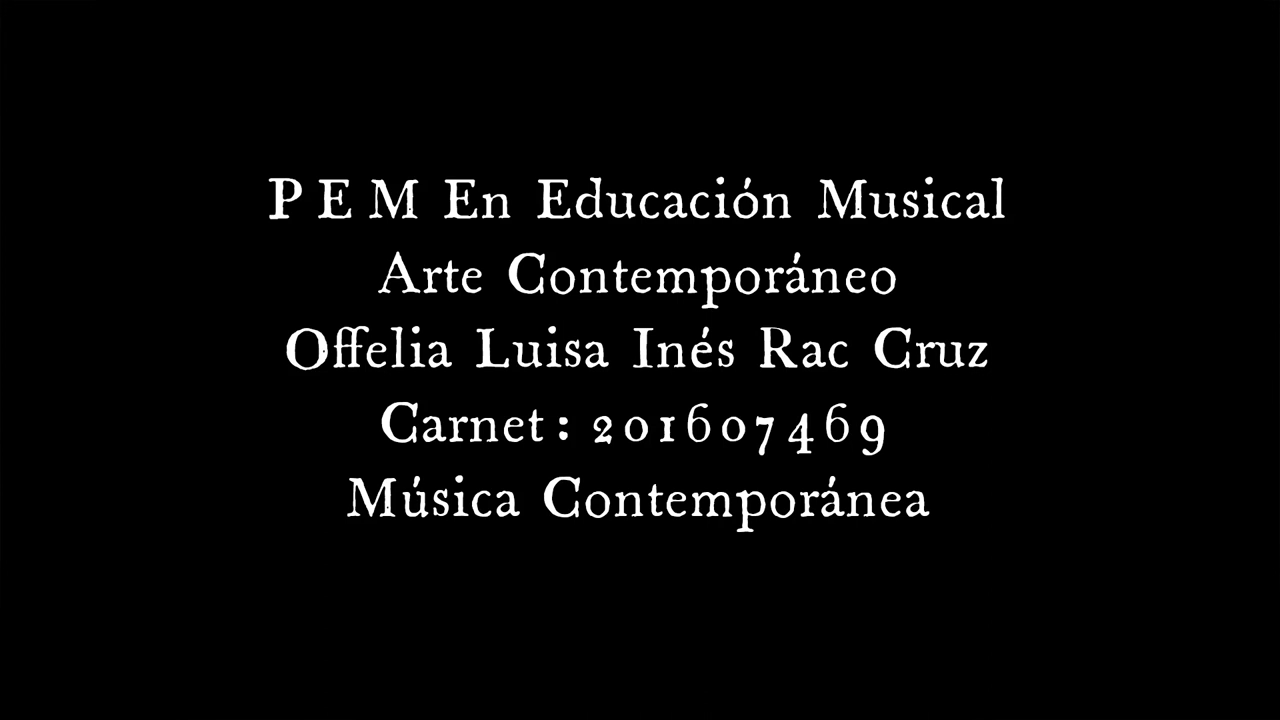 P E M En Educación Musical
Arte Contemporáneo
Offelia Luisa Inés Rac Cruz
Carnet: 201607469
Música Contemporánea